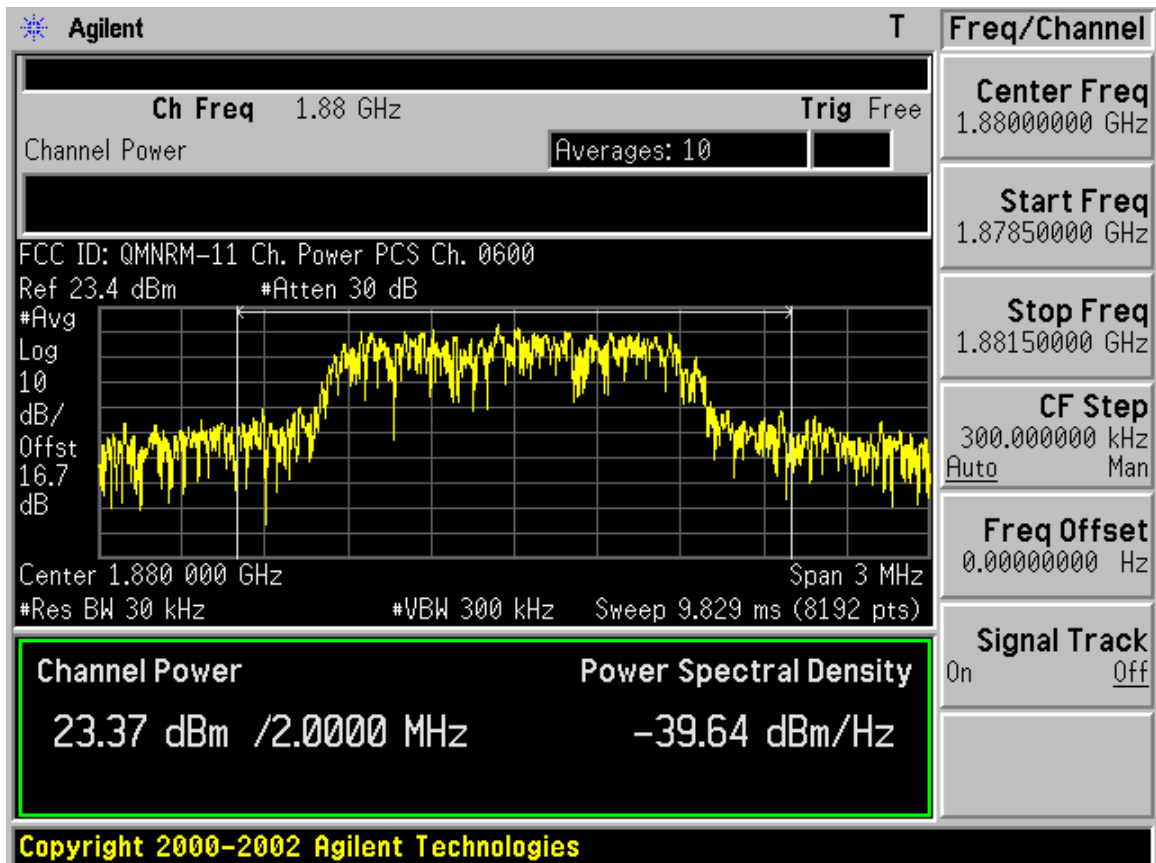 Agilent T
Ch Freq 1.88 GHz Trig Free
Channel Power Averages: 10
FCC ID: QMNRM-11 Ch. Power PCS Ch. 0600
Ref 23.4 dBm #Atten 30 dB
#Avg
Log
10
dB/
Offst
16.7
dB
Center 1.880 000 GHz Span 3 MHz
#Res BW 30 kHz #VBW 300 kHz Sweep 9.829 ms (8192 pts)
Channel Power Power Spectral Density
23.37 dBm /2.0000 MHz -39.64 dBm/Hz
Copyright 2000-2002 Agilent Technologies
Freq/Channel
Center Freq
1.88000000 GHz
Start Freq
1.87850000 GHz
Stop Freq
1.88150000 GHz
CF Step
300.000000 kHz
Auto Man
Freq Offset
0.00000000 Hz
Signal Track
On Off